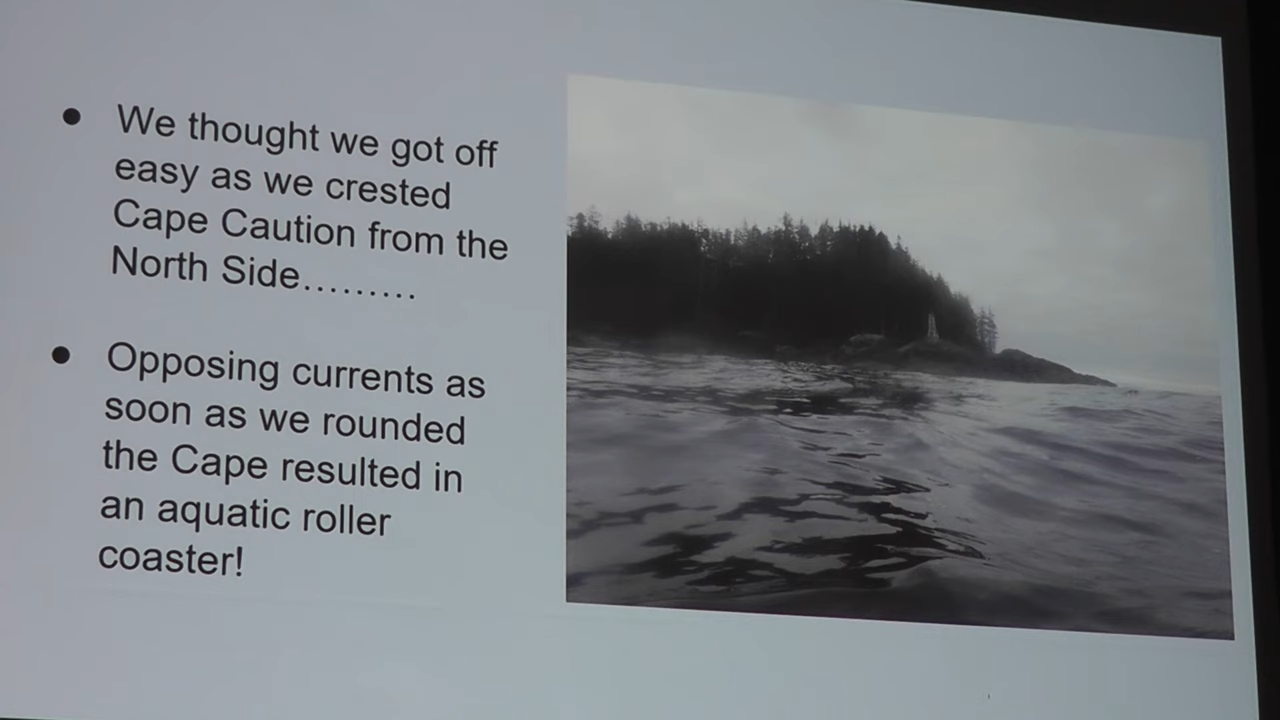 We thought we got off
easy as we crested
Cape Caution from the
North Side.........
Opposing currents as
soon as we rounded
the Cape resulted in
an aquatic roller
coaster!